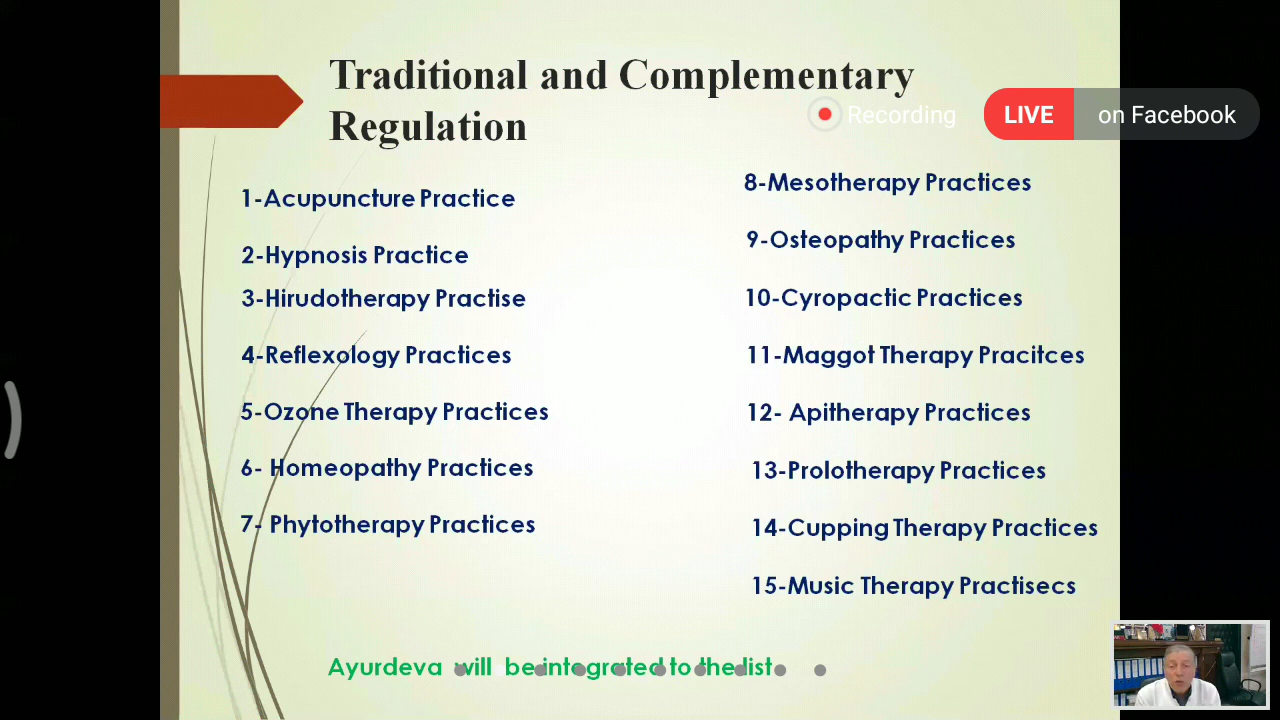 Traditional and Complementary
Regulation
Recording
LIVE on Facebook
1-Acupuncture Practice
2-Hypnosis Practice
3-Hirudotherapy Practise
4-Reflexology Practices
5-Ozone Therapy Practices
6- Homeopathy Practices
7- Phytotherapy Practices
8-Mesotherapy Practices
9-Osteopathy Practices
10-Cyropactic Practices
11-Maggot Therapy Pracitces
12- Apitherapy Practices
13-Prolotherapy Practices
14-Cupping Therapy Practices
15-Music Therapy Practisecs
Ayurdeva will be integrated to the list